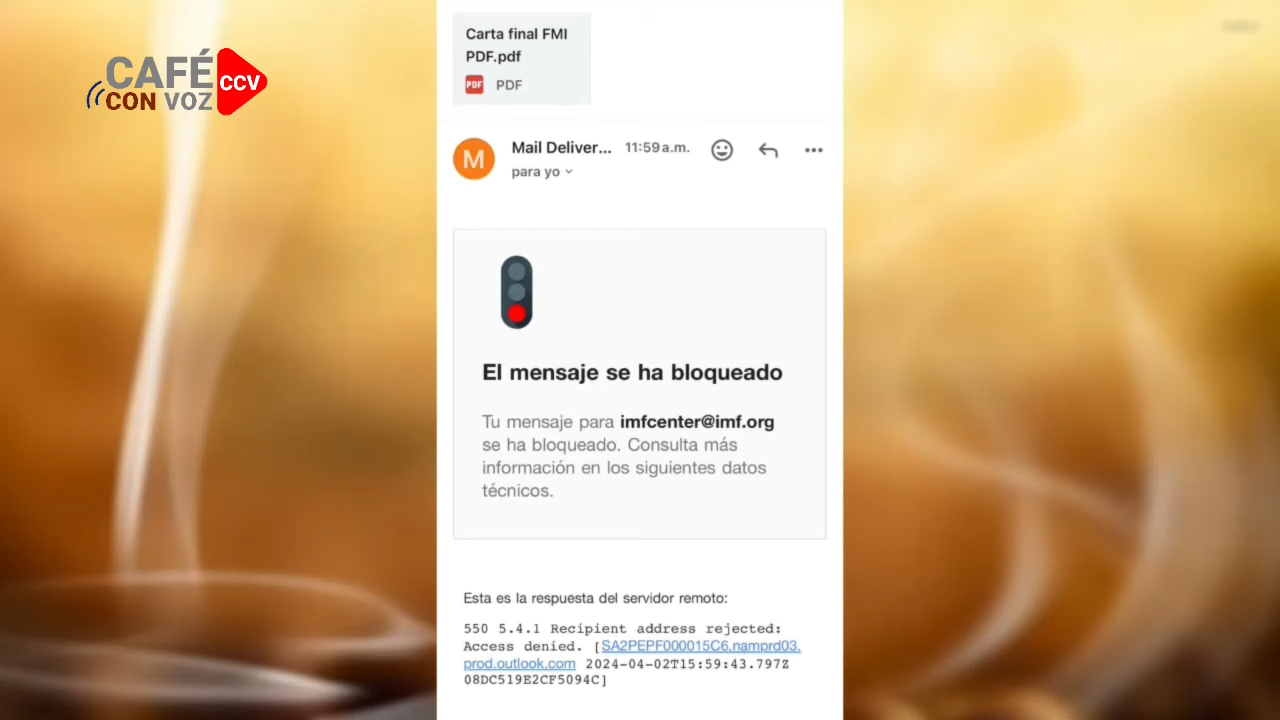 CAFÉ
CON VOZ
CCV
Carta final FMI
PDF.pdf
PDF PDF
M
Mail Deliver... 11:59 a.m.
para yo
El mensaje se ha bloqueado
Tu mensaje para imfcenter@imf.org
se ha bloqueado. Consulta más
información en los siguientes datos
técnicos.
Esta es la respuesta del servidor remoto:
550 5.4.1 Recipient address rejected:
Access denied. [SA2PEPF000015C6.namprd03.
prod.outlook.com 2024-04-02T15:59:43.797Z
08DC519E2CF5094C]